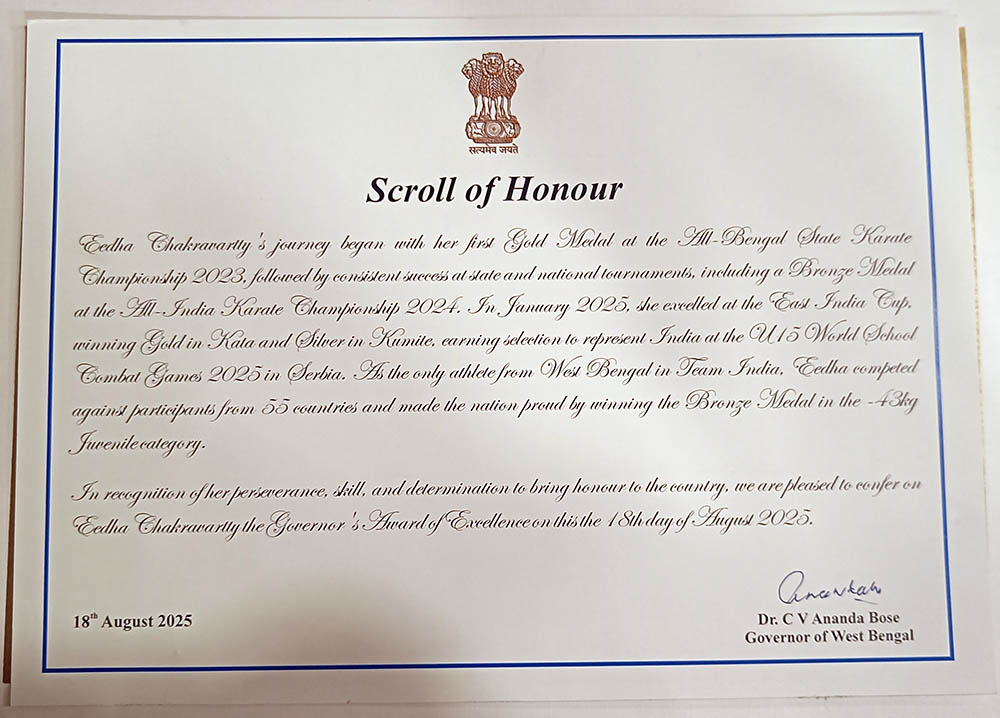 सत्यमेव जयते
Scroll of Honour
Eedha Chakravartty's journey began with her first Gold Medal at the All-Bengal State Karate
Championship 2023, followed by consistent success at state and national tournaments, including a Bronze Medal
at the All-India Karate Championship 2024. In January 2025, she excelled at the East India Cup,
winning Gold in Kata and Silver in Kumite, earning selection to represent India at the U15 World School
Combat Games 2025 in Serbia. As the only athlete from West Bengal in Team India, Eedha competed
against participants from 55 countries and made the nation proud by winning the Bronze Medal in the -43kg
Juvenile category.
In recognition of her perseverance, skill, and determination to bring honour to the country, we are pleased to confer on
Eedha Chakravartty the Governor's Award of Excellence on this the 18th day of August 2025.
18th August 2025
Dr. C V Ananda Bose
Governor of West Bengal